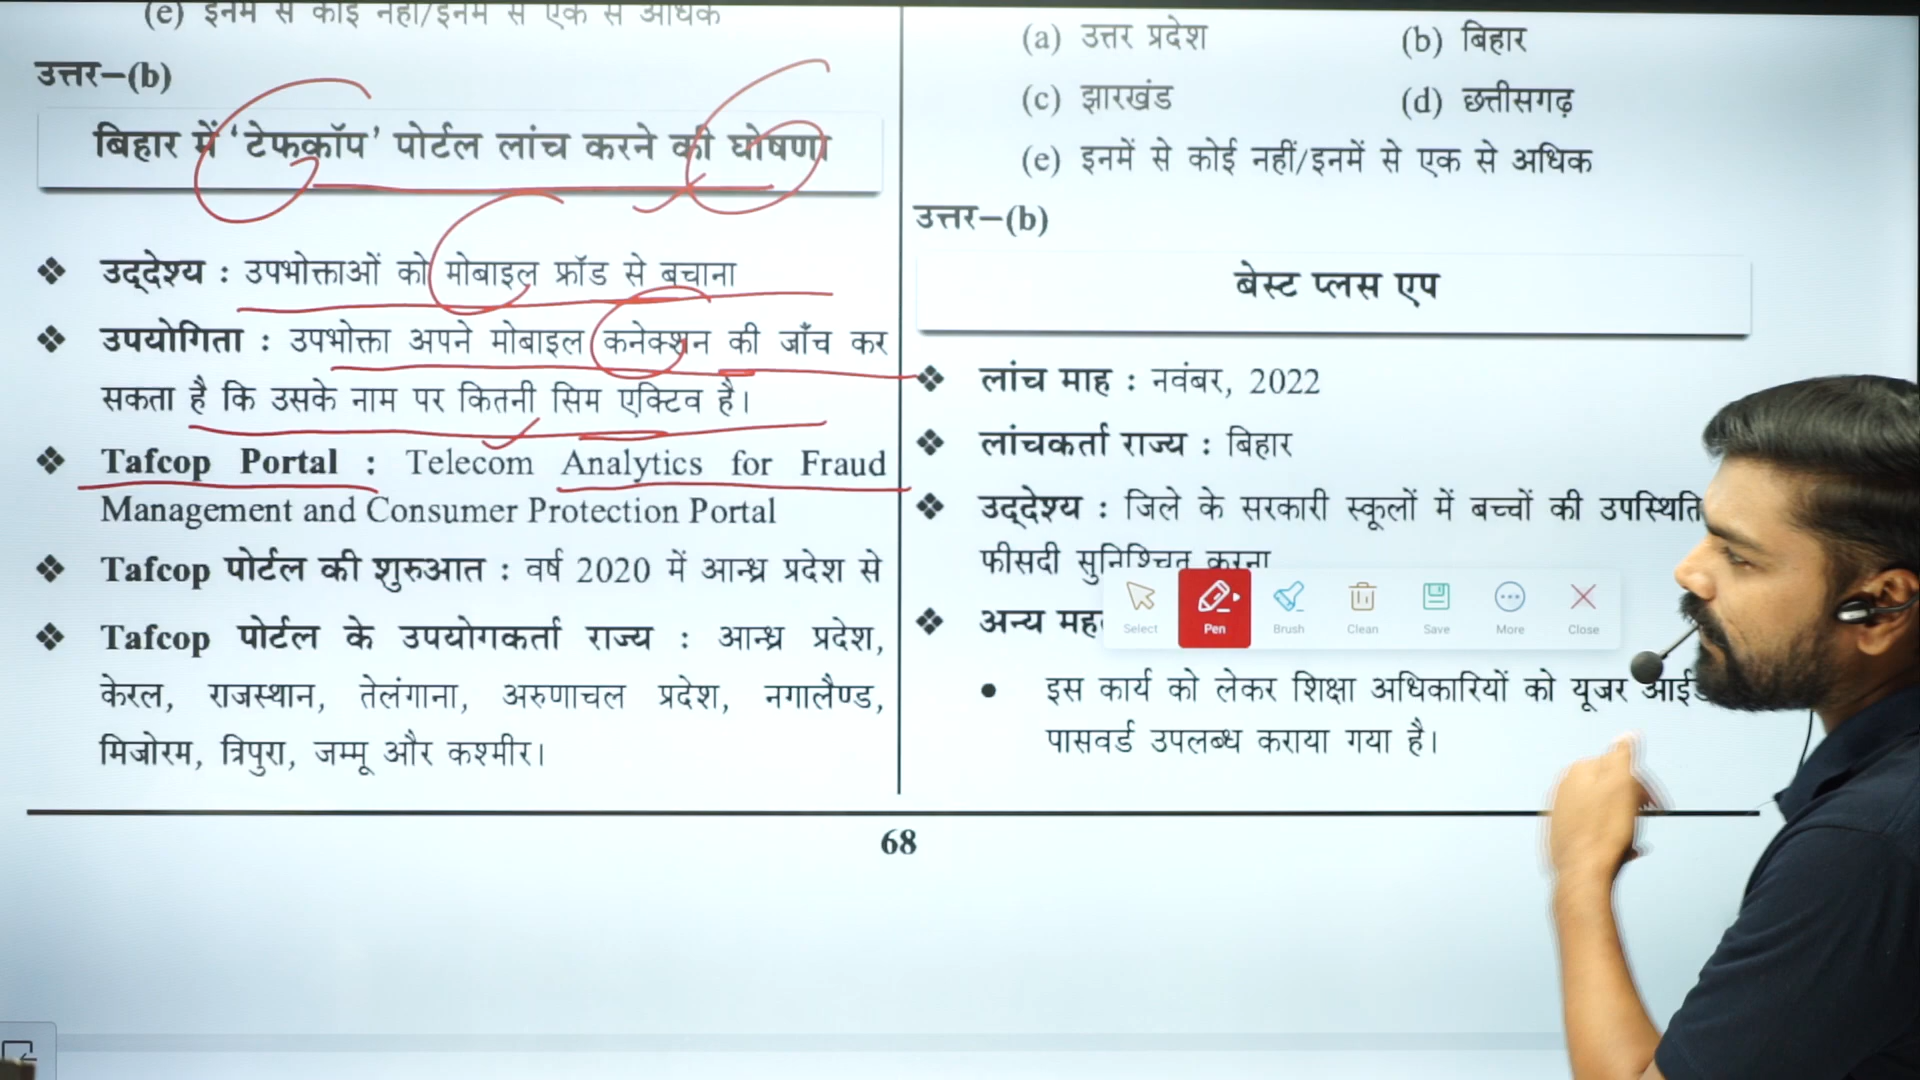 (e) इनमें से कोई नहीं/इनमें से एक से अधिक
उत्तर–(b)
बिहार में 'टेफकॉप' पोर्टल लांच करने की घोषणा
❖ उद्देश्य : उपभोक्ताओं को मोबाइल फ्रॉड से बचाना
❖ उपयोगिता : उपभोक्ता अपने मोबाइल कनेक्शन की जाँच कर
सकता है कि उसके नाम पर कितनी सिम एक्टिव है।
❖ Tafcop Portal : Telecom Analytics for Fraud
Management and Consumer Protection Portal
❖ Tafcop पोर्टल की शुरुआत : वर्ष 2020 में आन्ध्र प्रदेश से
❖ Tafcop पोर्टल के उपयोगकर्ता राज्य : आन्ध्र प्रदेश,
केरल, राजस्थान, तेलंगाना, अरुणाचल प्रदेश, नगालैण्ड,
मिजोरम, त्रिपुरा, जम्मू और कश्मीर।
(a) उत्तर प्रदेश (b) बिहार
(c) झारखंड (d) छत्तीसगढ़
(e) इनमें से कोई नहीं/इनमें से एक से अधिक
उत्तर–(b)
बेस्ट प्लस एप
❖ लांच माह : नवंबर, 2022
❖ लांचकर्ता राज्य : बिहार
❖ उद्देश्य : जिले के सरकारी स्कूलों में बच्चों की उपस्थिति
फीसदी सुनिश्चित करना
❖ अन्य
Select Pen Brush Clean Save More Close
• इस कार्य को लेकर शिक्षा अधिकारियों को यूजर
पासवर्ड उपलब्ध कराया गया है।
68